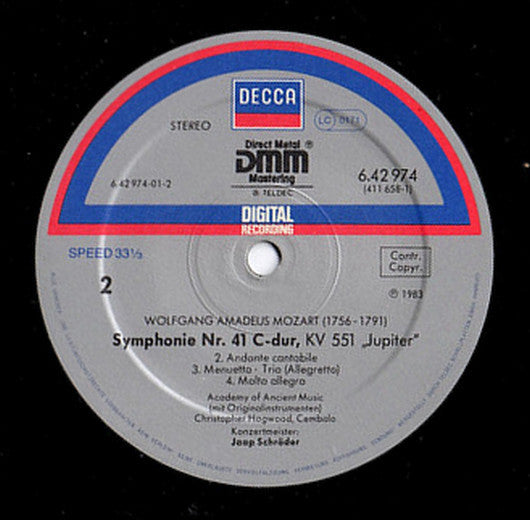 DECCA
STEREO
LC 0171
Direct Metal ℗
DMM
Mastering
® TELDEC
6.42974-01-2
6.42974
(411 658-1)
DIGITAL
RECORDING
SPEED 33⅓
2
Contr.
Copyr.
℗ 1983
WOLFGANG AMADEUS MOZART (1756-1791)
Symphonie Nr. 41 C-dur, KV 551 „Jupiter”
2. Andante cantabile
3. Menuetto - Trio (Allegretto)
4. Molto allegro
Academy of Ancient Music
(mit Originalinstrumenten)
Christopher Hogwood, Cembalo
Konzertmeister:
Jaap Schröder